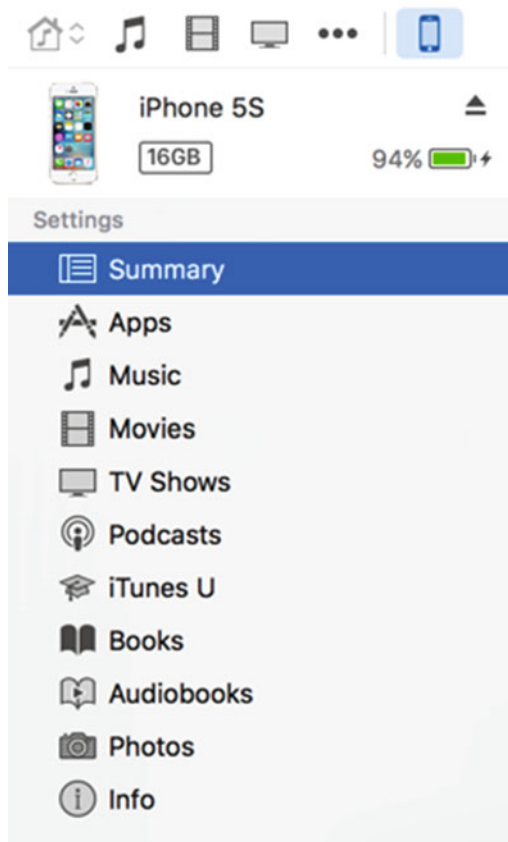 iPhone 5S
16GB
94%
Settings
Summary
Apps
Music
Movies
TV Shows
Podcasts
iTunes U
Books
Audiobooks
Photos
Info